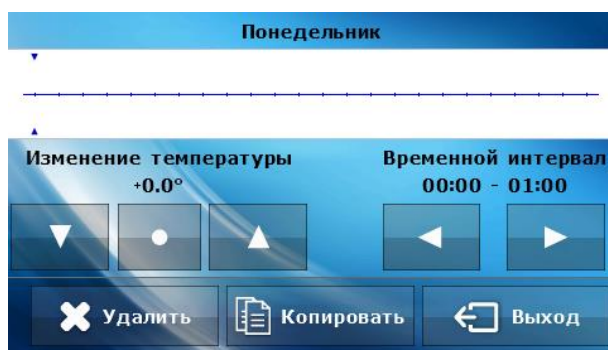 Понедельник
Изменение температуры
+0.0°
Временной интервал
00:00 - 01:00
Удалить
Копировать
Выход